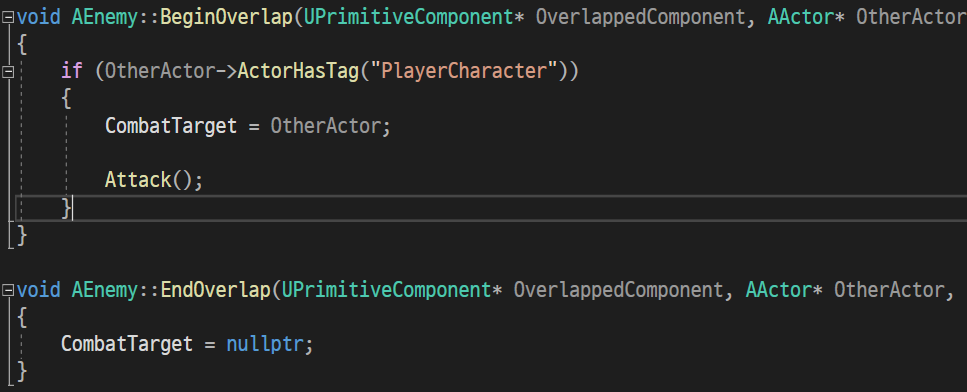 void AEnemy::BeginOverlap(UPrimitiveComponent* OverlappedComponent, AActor* OtherActor
{
if (OtherActor->ActorHasTag("PlayerCharacter"))
{
CombatTarget = OtherActor;
Attack();
}
}
void AEnemy::EndOverlap(UPrimitiveComponent* OverlappedComponent, AActor* OtherActor,
{
CombatTarget = nullptr;
}